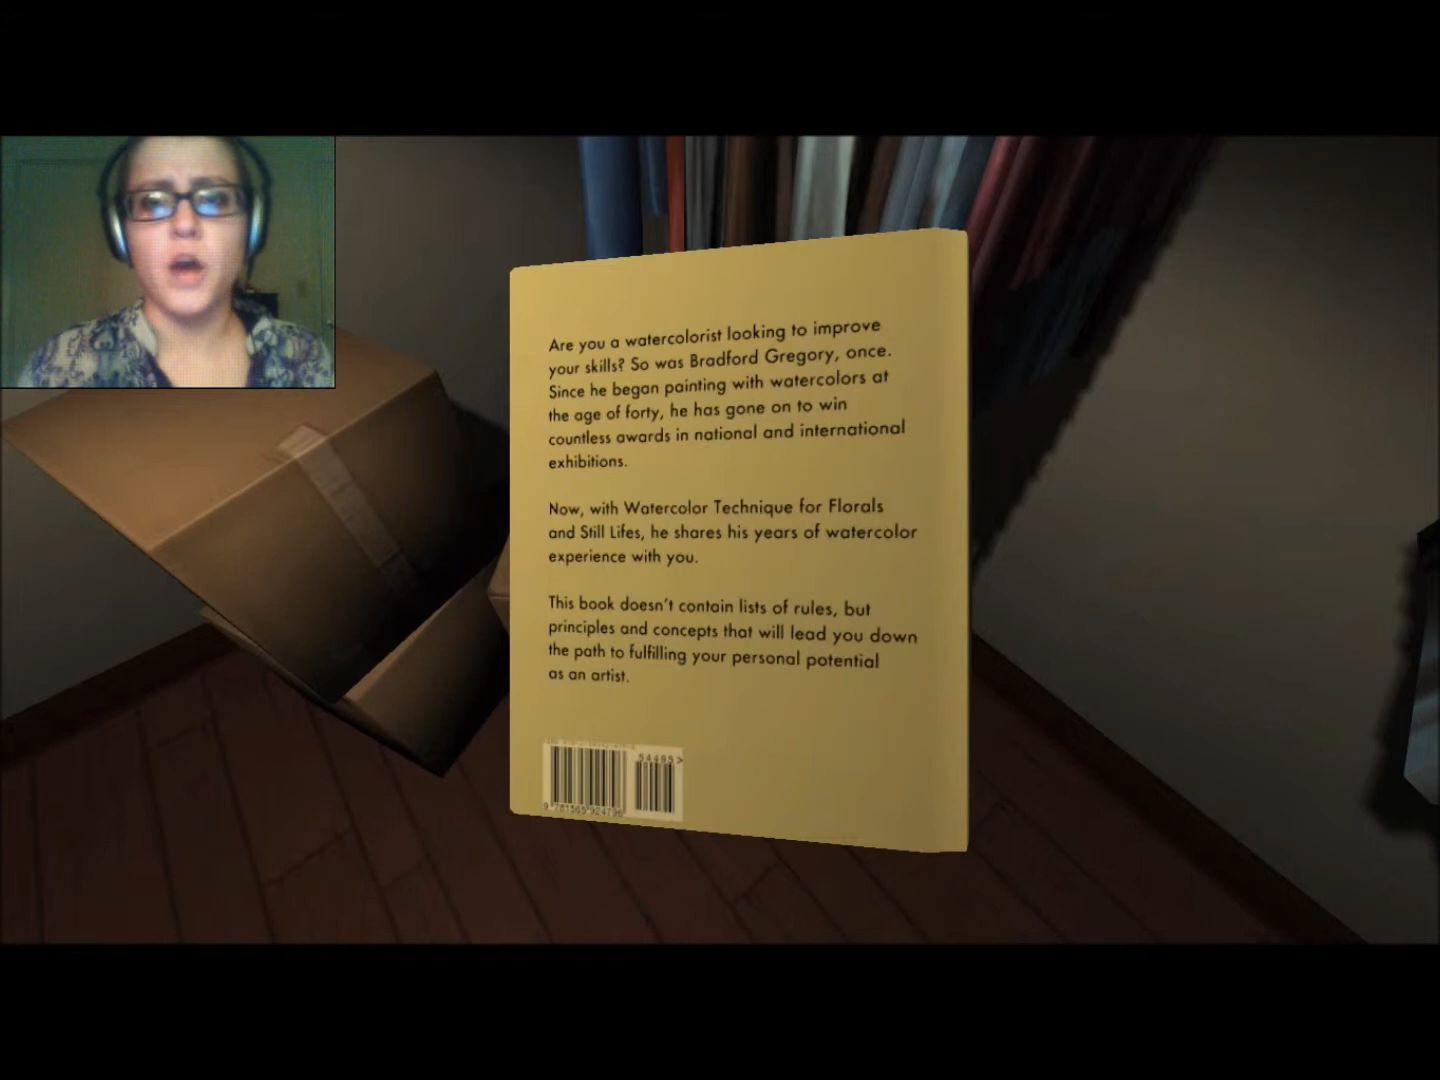 Are you a watercolorist looking to improve
your skills? So was Bradford Gregory, once.
Since he began painting with watercolors at
the age of forty, he has gone on to win
countless awards in national and international
exhibitions.
Now, with Watercolor Technique for Florals
and Still Lifes, he shares his years of watercolor
experience with you.
This book doesn't contain lists of rules, but
principles and concepts that will lead you down
the path to fulfilling your personal potential
as an artist.
54495>
9 781565 924796